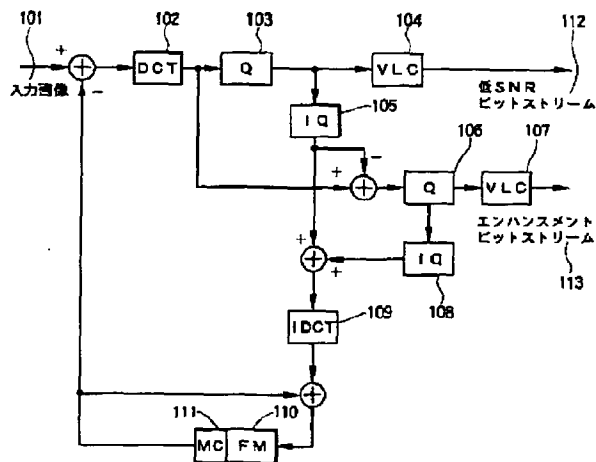 101
102
103
104
112
+
DCT
Q
VLC
入力画像
−
低SNR
ビットストリーム
105
IQ
106
107
−
+
Q
VLC
エンハンスメント
ビットストリーム
113
+
+
IQ
108
IDCT
109
111
110
MC
FM